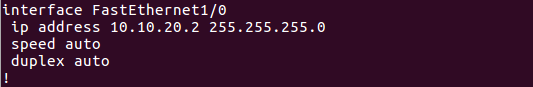 interface FastEthernet1/0
 ip address 10.10.20.2 255.255.255.0
 speed auto
 duplex auto
!